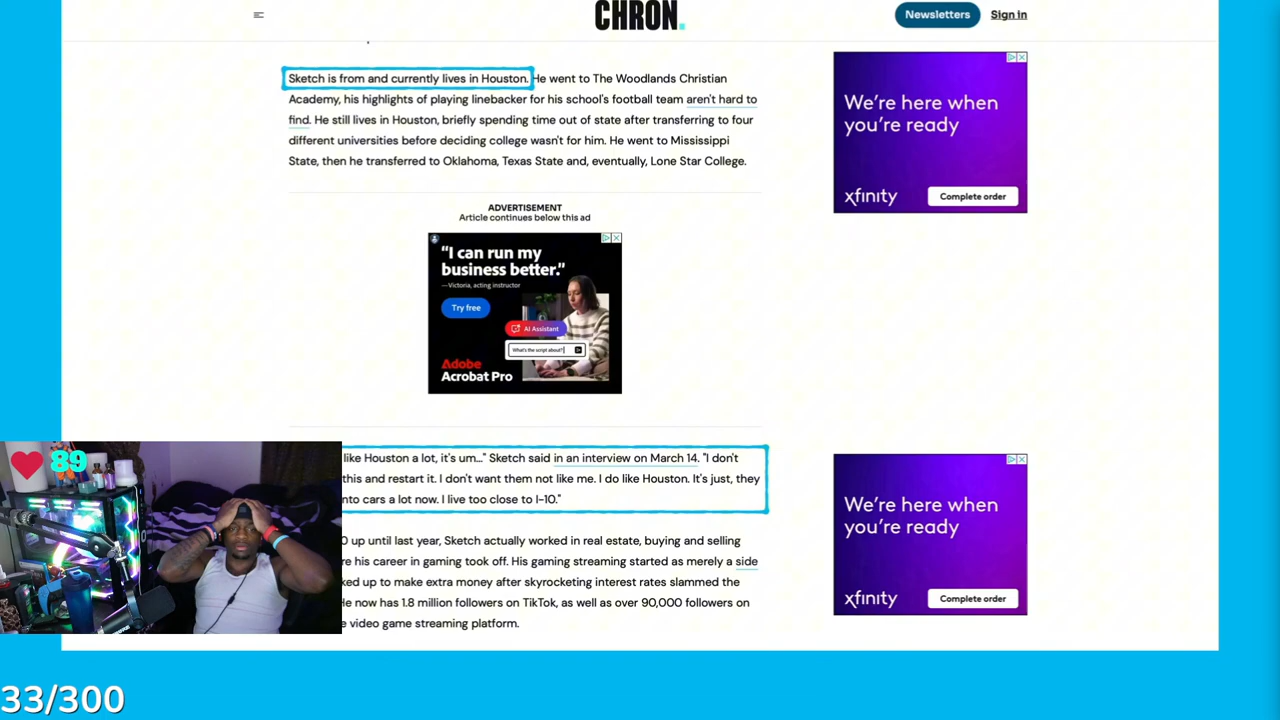 CHRON.
Newsletters
Sign in
Sketch is from and currently lives in Houston. He went to The Woodlands Christian
Academy, his highlights of playing linebacker for his school's football team aren't hard to
find. He still lives in Houston, briefly spending time out of state after transferring to four
different universities before deciding college wasn't for him. He went to Mississippi
State, then he transferred to Oklahoma, Texas State and, eventually, Lone Star College.
We're here when
you're ready
xfinity
Complete order
ADVERTISEMENT
Article continues below this ad
"I can run my
business better."
—Victoria, acting instructor
Try free
AI Assistant
What's the script about?
Adobe
Acrobat Pro
like Houston a lot, it's um..." Sketch said in an interview on March 14. "I don't
this and restart it. I don't want them not like me. I do like Houston. It's just, they
nto cars a lot now. I live too close to I-10."
0 up until last year, Sketch actually worked in real estate, buying and selling
re his career in gaming took off. His gaming streaming started as merely a side
ked up to make extra money after skyrocketing interest rates slammed the
He now has 1.8 million followers on TikTok, as well as over 90,000 followers on
e video game streaming platform.
We're here when
you're ready
xfinity
Complete order
89
33/300